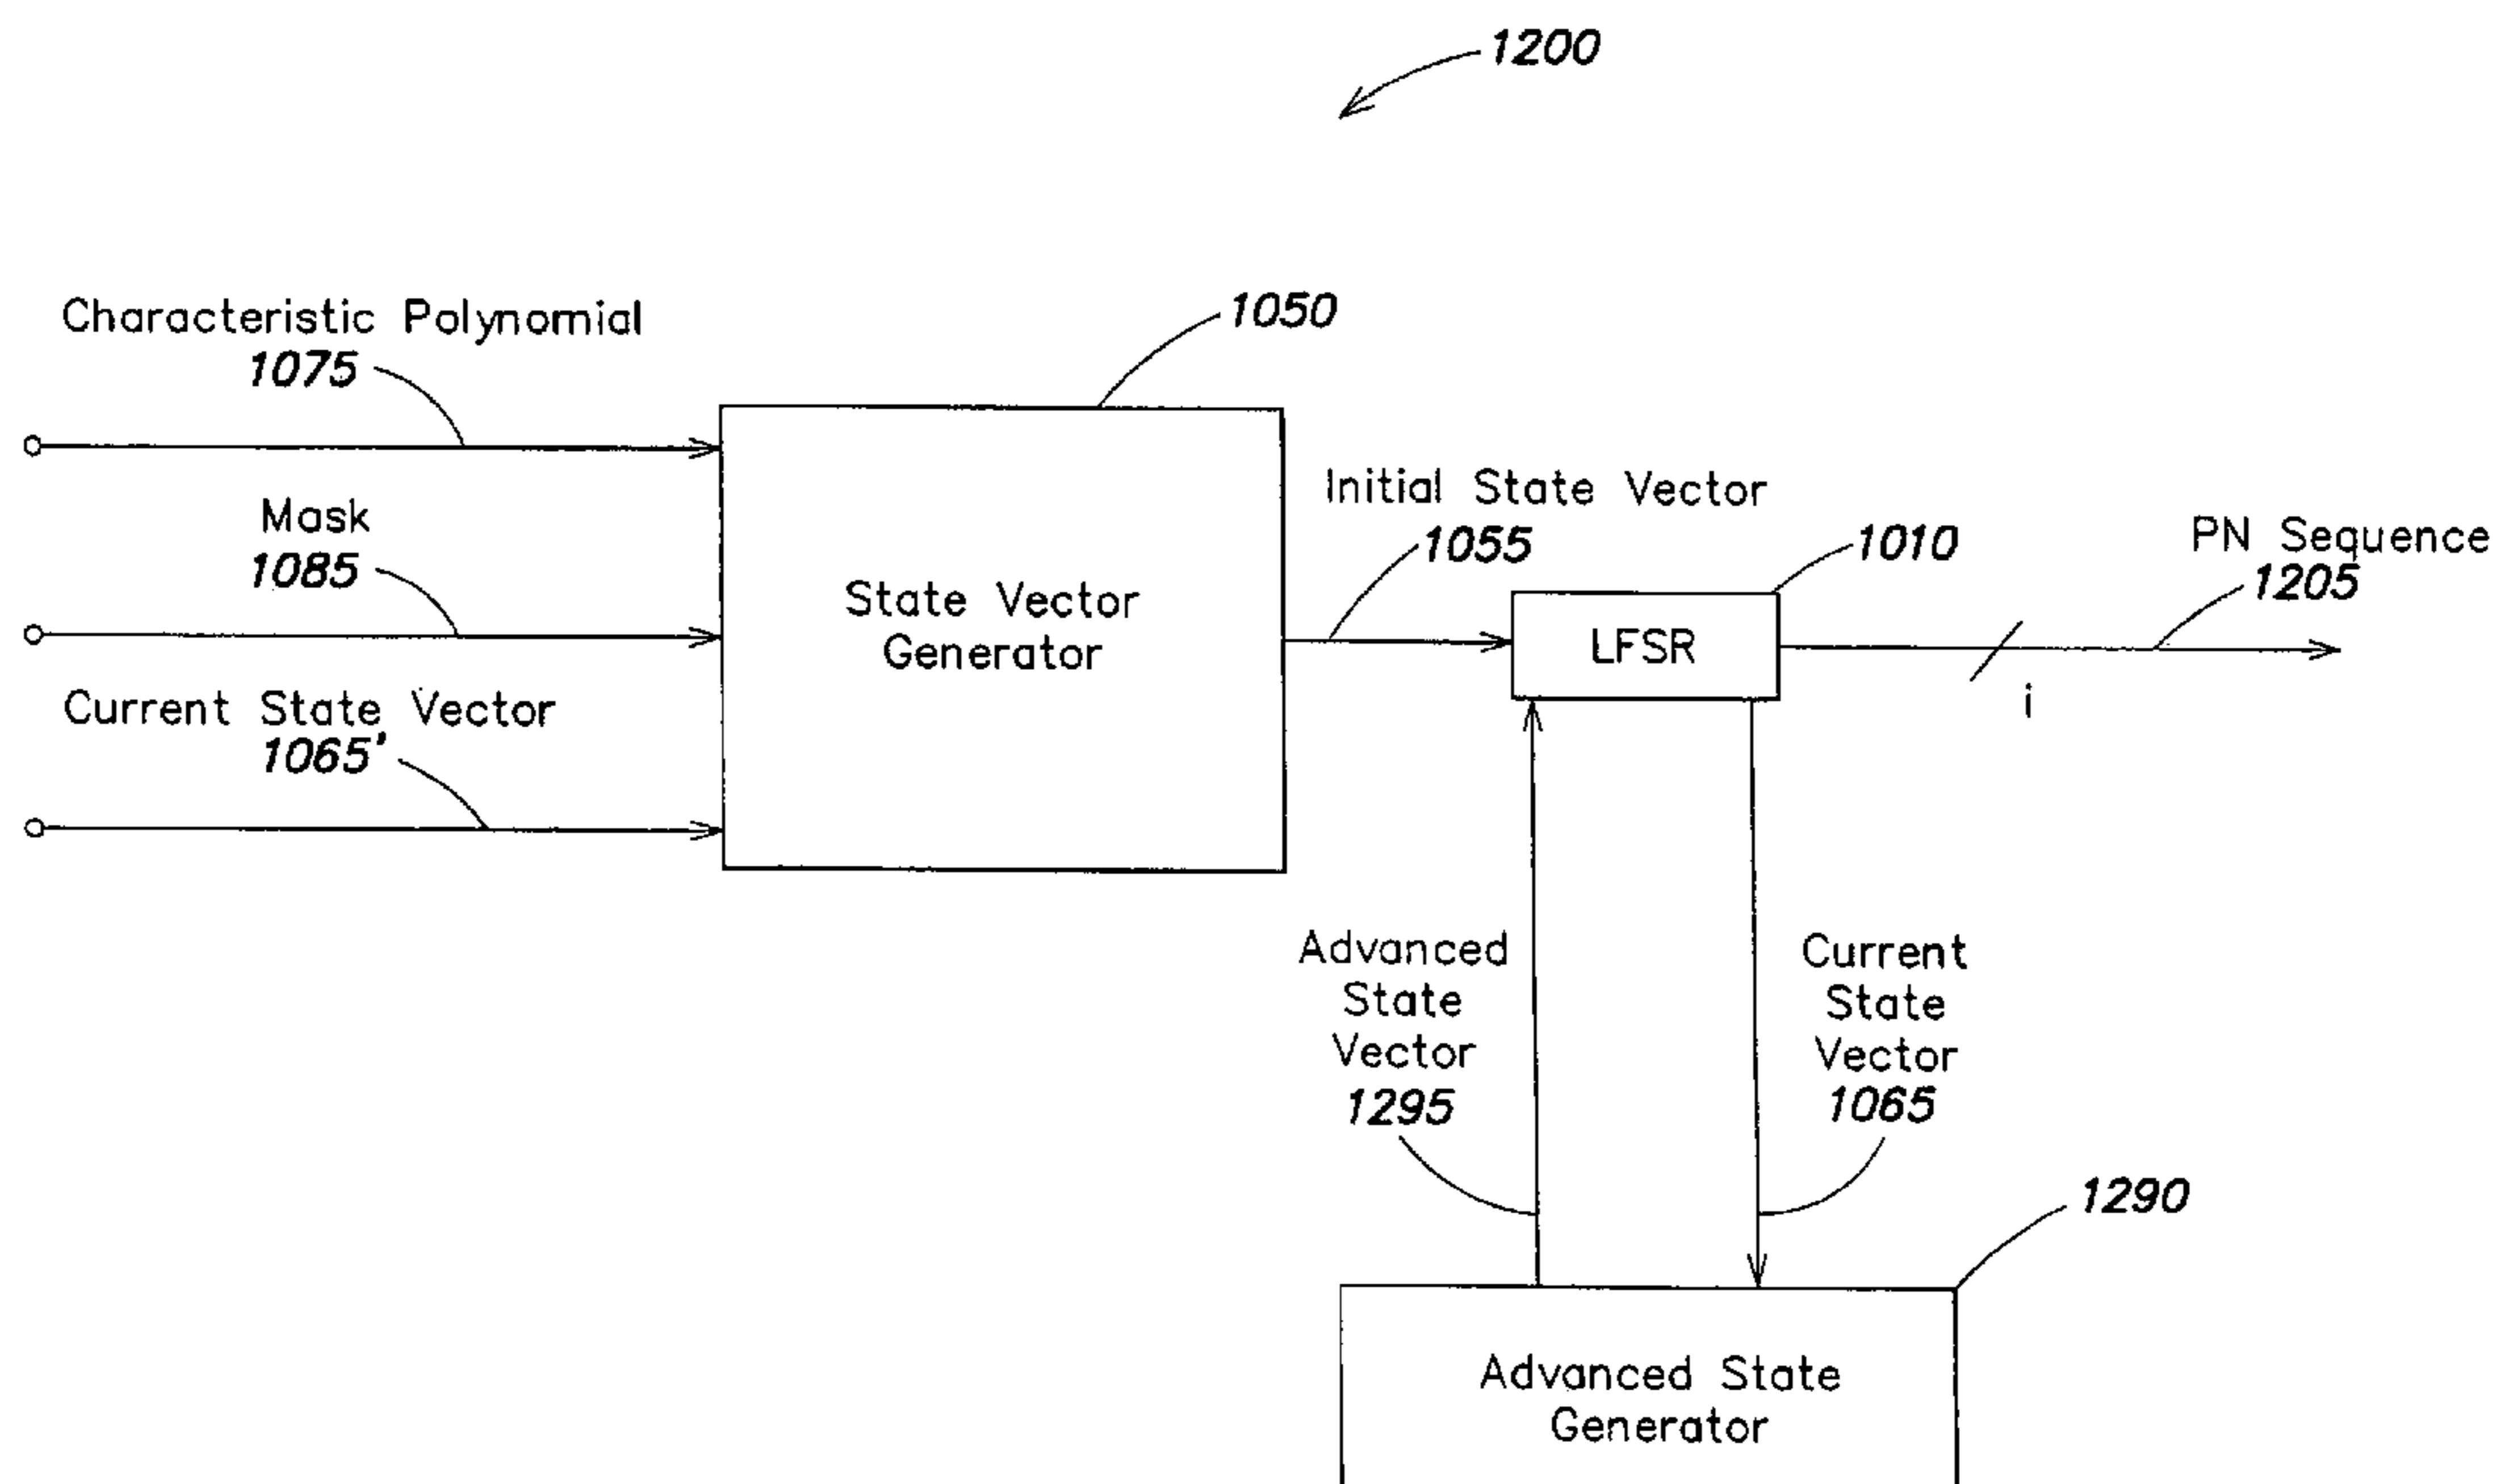 1200
Characteristic Polynomial
1075
1050
Mask
1085
Initial State Vector
1055
1010
PN Sequence
1205
State Vector
Generator
LFSR
i
Current State Vector
1065'
Advanced
State
Vector
1295
Current
State
Vector
1065
1290
Advanced State
Generator